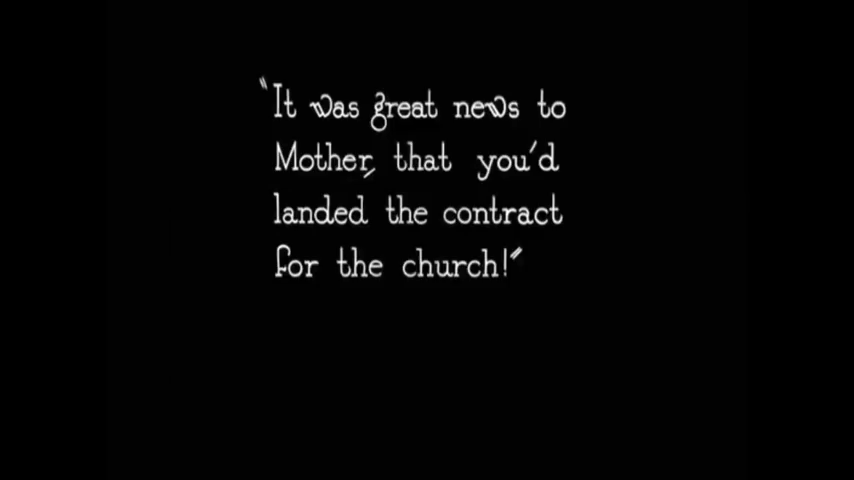 "It was great news to
Mother, that you'd
landed the contract
for the church!"